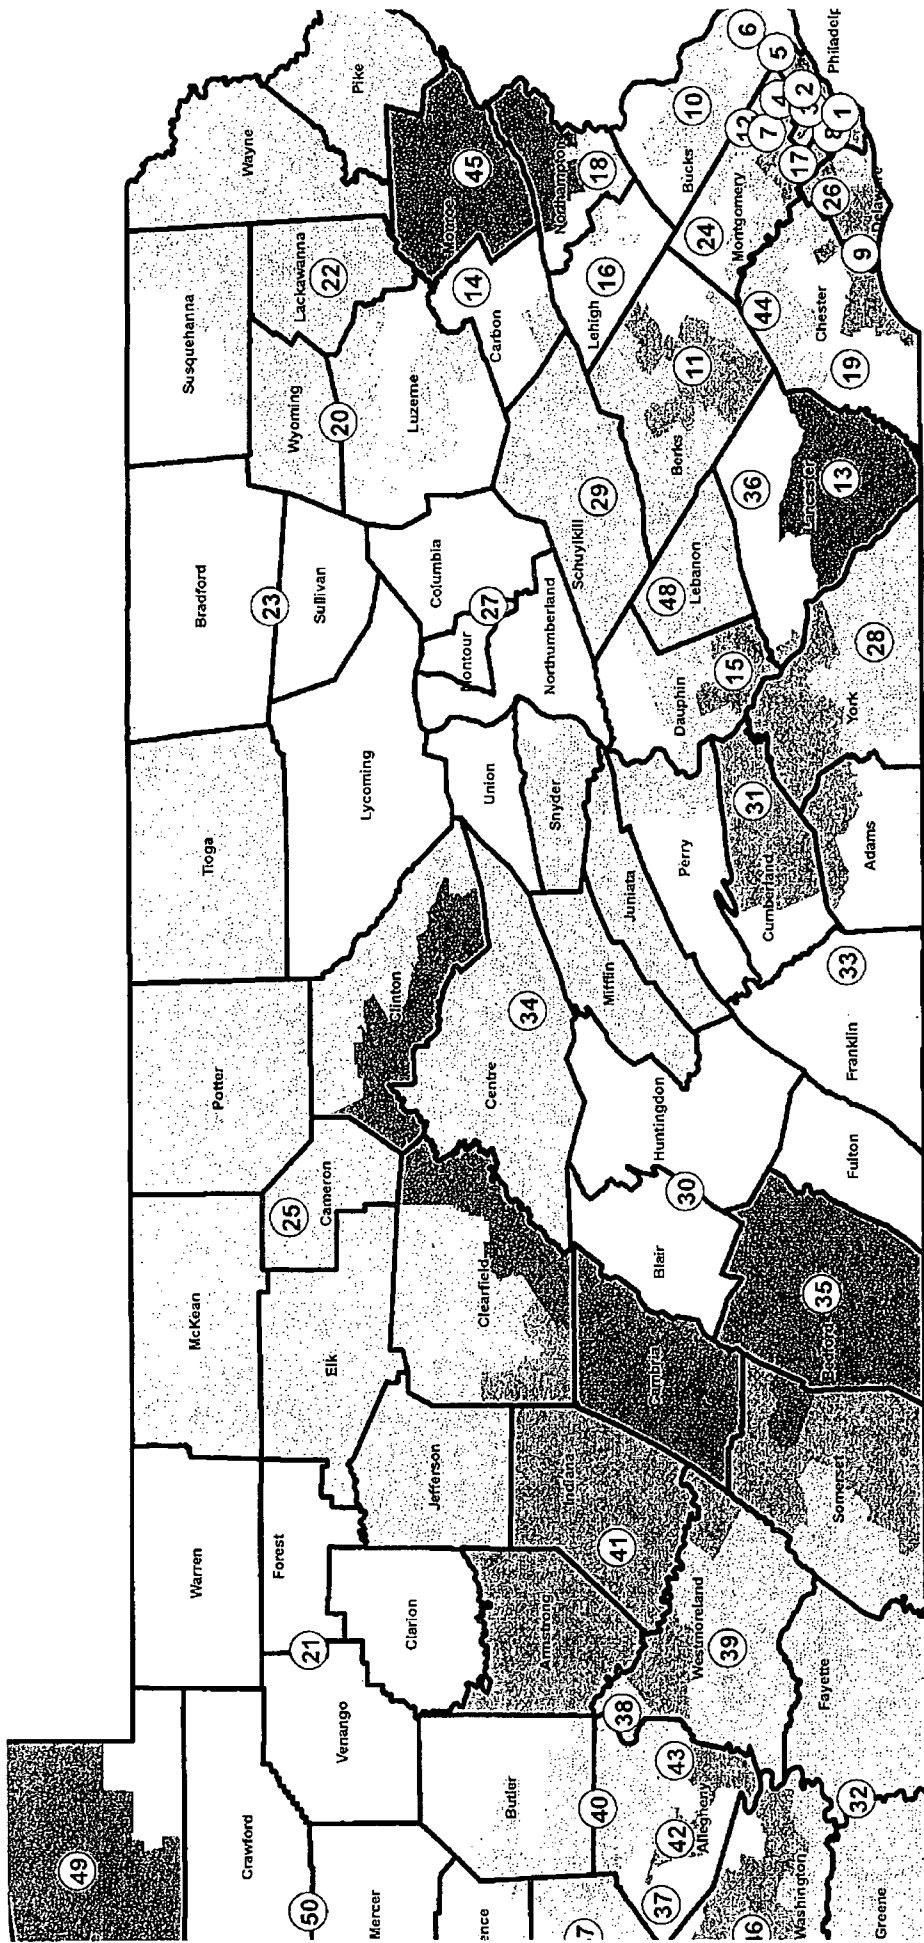 49
Crawford
50
Mercer
Warren
Forest
21
Venango
Clarion
Butler
40
McKean
Elk
25
Cameron
Jefferson
Clearfield
Armstrong
Indiana
41
38
43
42
Allegheny
37
Westmoreland
39
Washington
32
Greene
Fayette
Somerset
Cambria
Bedford
35
Blair
30
Huntingdon
Fulton
Franklin
33
Potter
Clinton
Centre
34
Tioga
Lycoming
Union
Snyder
Mifflin
Juniata
Perry
Cumberland
31
Adams
Bradford
23
Sullivan
Columbia
Montour
27
Northumberland
Dauphin
15
York
28
Susquehanna
Wyoming
20
Lackawanna
22
Luzerne
Schuylkill
29
48
Lebanon
36
Lancaster
13
Wayne
Pike
Monroe
45
14
Carbon
Northampton
18
Lehigh
16
Berks
11
Bucks
10
6
24
Montgomery
44
Chester
19
9
26
17
12
7
4
5
3
2
8
1